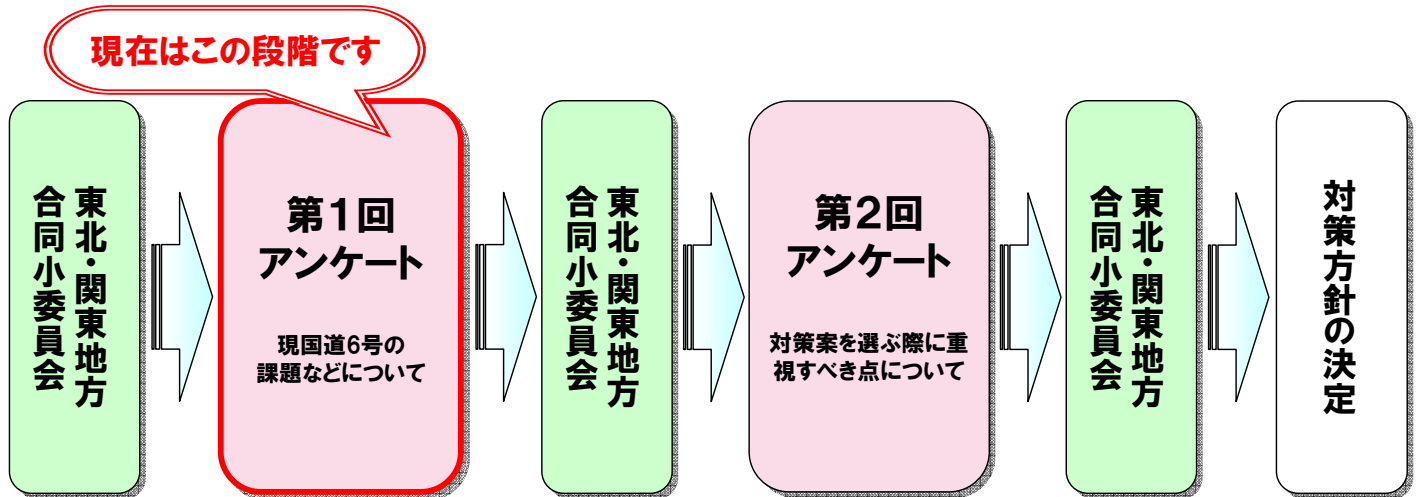 現在はこの段階です
東北・関東地方
合同小委員会
第1回
アンケート
現国道6号の
課題などについて
東北・関東地方
合同小委員会
第2回
アンケート
対策案を選ぶ際に重
視すべき点について
東北・関東地方
合同小委員会
対策方針の決定